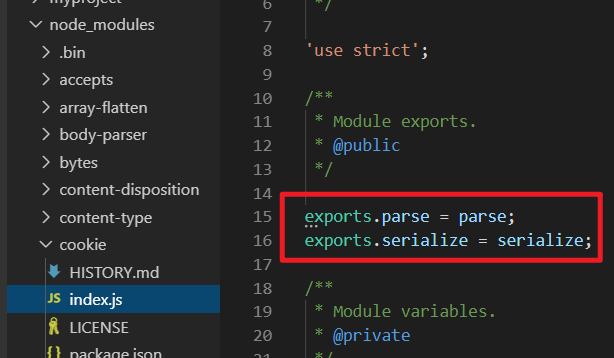 myproject
node_modules
.bin
accepts
array-flatten
body-parser
bytes
content-disposition
content-type
cookie
HISTORY.md
JS index.js
LICENSE
package.json
6 */
7
8 'use strict';
9
10 /**
11 * Module exports.
12 * @public
13 */
14
15 exports.parse = parse;
16 exports.serialize = serialize;
17
18 /**
19 * Module variables.
20 * @private
21 */